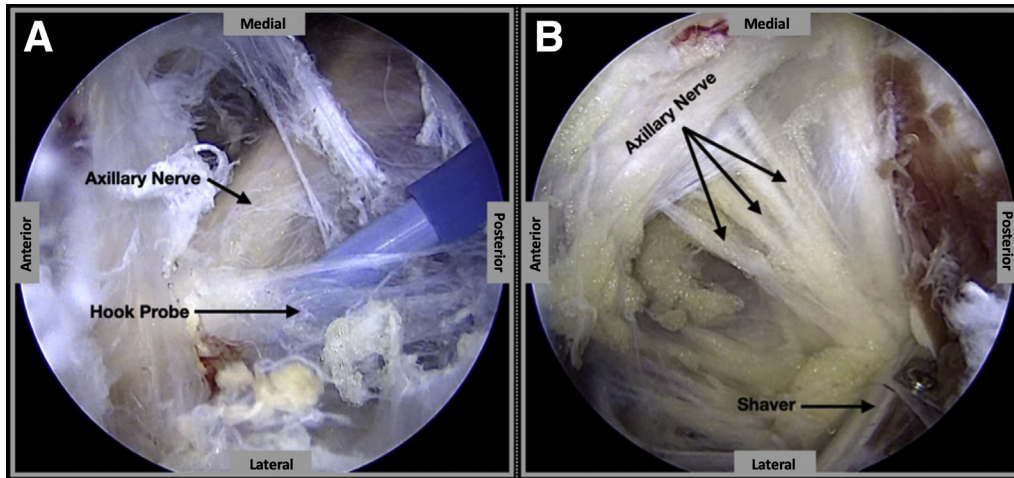 A
Medial
Anterior
Axillary Nerve
Hook Probe
Posterior
Lateral
B
Medial
Anterior
Axillary Nerve
Shaver
Posterior
Lateral